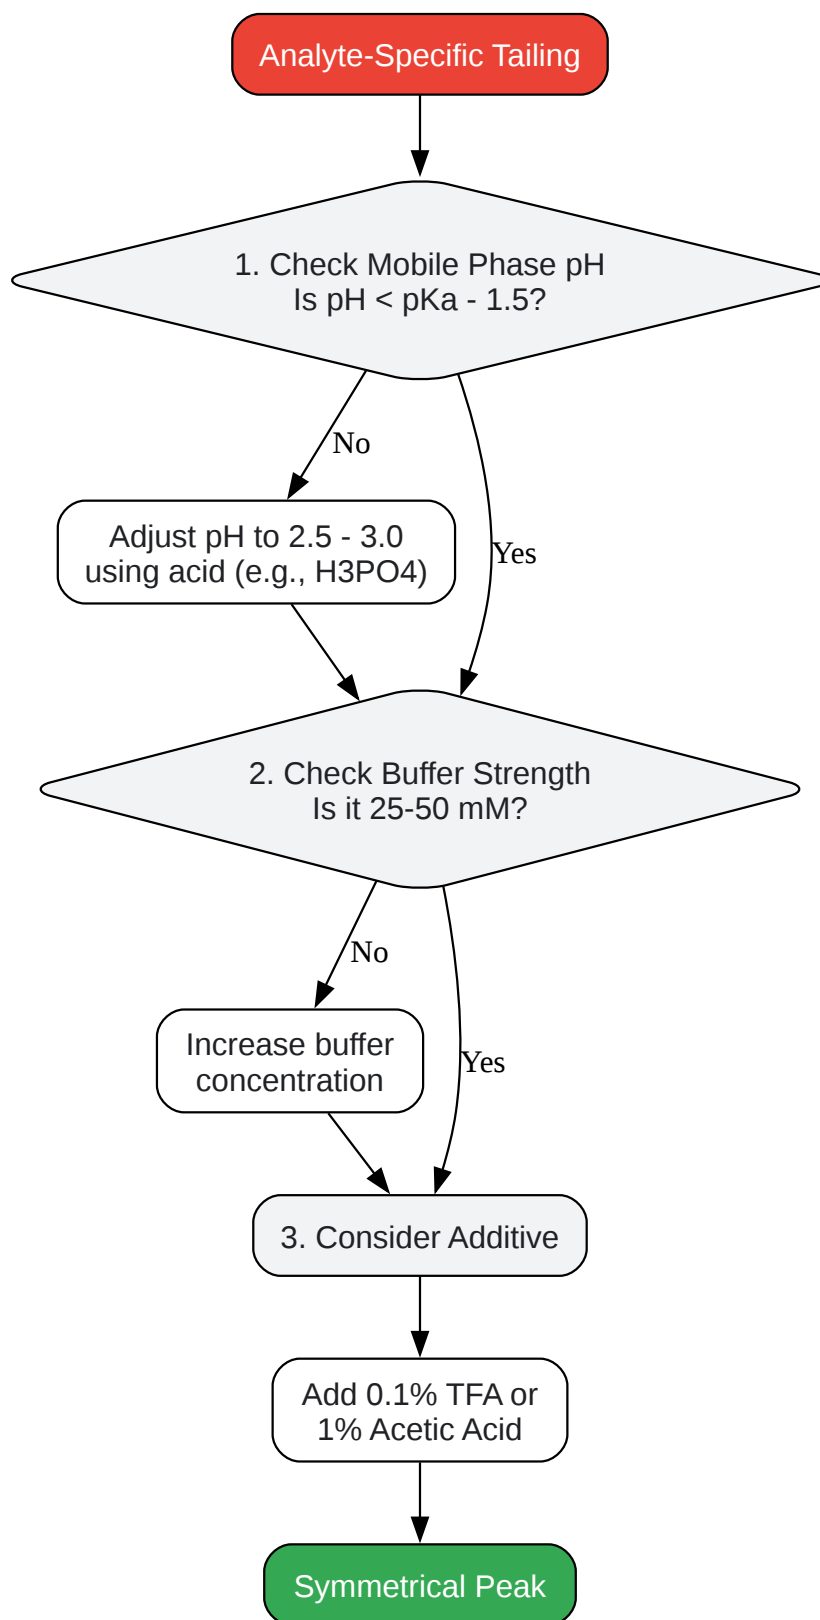 Analyte-Specific Tailing
1. Check Mobile Phase pH
Is pH < pKa - 1.5?
No
Adjust pH to 2.5 - 3.0
using acid (e.g., H3PO4)
Yes
2. Check Buffer Strength
Is it 25-50 mM?
No
Increase buffer
concentration
Yes
3. Consider Additive
Add 0.1% TFA or
1% Acetic Acid
Symmetrical Peak